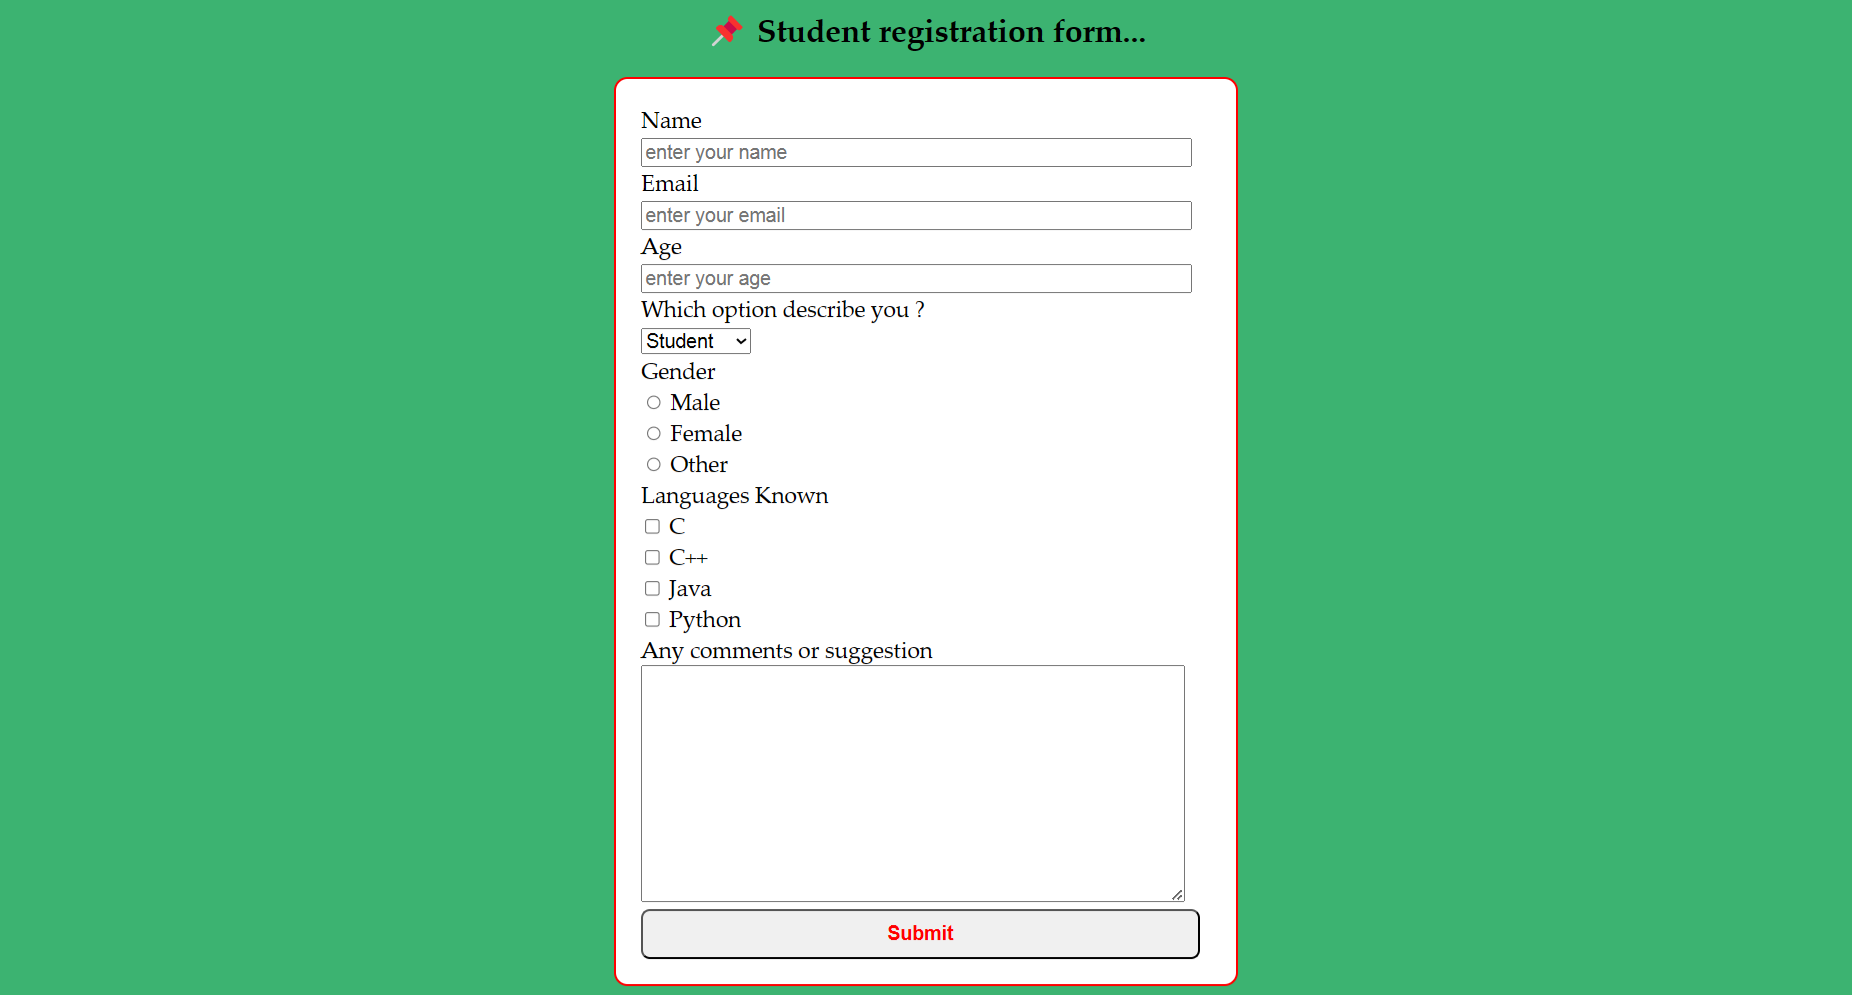 📌 Student registration form...
Name
enter your name
Email
enter your email
Age
enter your age
Which option describe you ?
Student
Gender
Male
Female
Other
Languages Known
C
C++
Java
Python
Any comments or suggestion
Submit